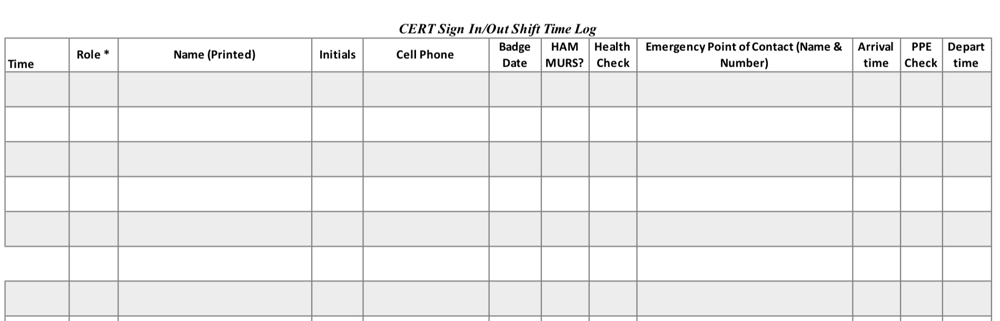 CERT Sign In/Out Shift Time Log
Time
Role *
Name (Printed)
Initials
Cell Phone
Badge
Date
HAM
MURS?
Health
Check
Emergency Point of Contact (Name &
Number)
Arrival
time
PPE
Check
Depart
time